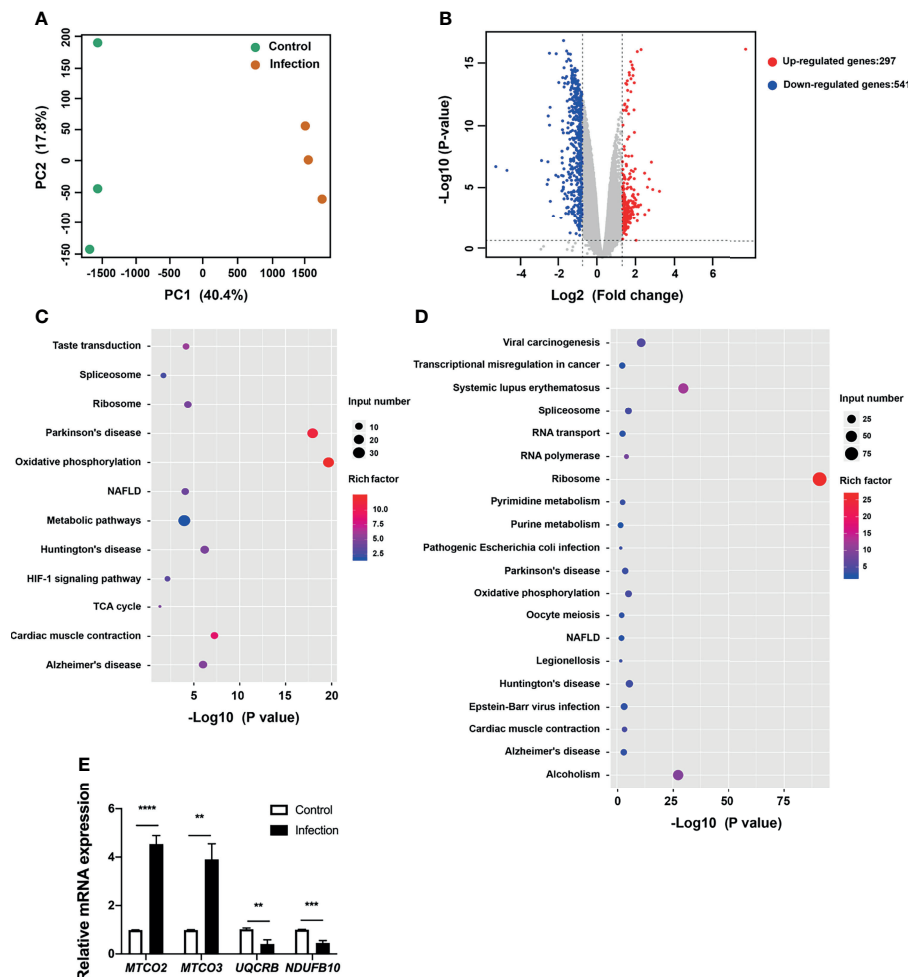 A
Control
Infection
200
150
100
50
0
-50
-100
-150
PC2 (17.8%)
-1500 -1000 -500 0 500 1000 1500
PC1 (40.4%)
B
Up-regulated genes:297
Down-regulated genes:541
15
10
5
0
-Log10 (P-value)
-4 -2 0 2 4 6
Log2 (Fold change)
C
Taste transduction
Spliceosome
Ribosome
Parkinson's disease
Oxidative phosphorylation
NAFLD
Metabolic pathways
Huntington's disease
HIF-1 signaling pathway
TCA cycle
Cardiac muscle contraction
Alzheimer's disease
5 10 15 20
-Log10 (P value)
Input number
10
20
30
Rich factor
10.0
7.5
5.0
2.5
D
Viral carcinogenesis
Transcriptional misregulation in cancer
Systemic lupus erythematosus
Spliceosome
RNA transport
RNA polymerase
Ribosome
Pyrimidine metabolism
Purine metabolism
Pathogenic Escherichia coli infection
Parkinson's disease
Oxidative phosphorylation
Oocyte meiosis
NAFLD
Legionellosis
Huntington's disease
Epstein-Barr virus infection
Cardiac muscle contraction
Alzheimer's disease
Alcoholism
0 25 50 75
-Log10 (P value)
Input number
25
50
75
Rich factor
25
20
15
10
5
E
Relative mRNA expression
6
4
2
0
Control
Infection
**** ** ** ***
MTCO2 MTCO3 UQCRB NDUFB10